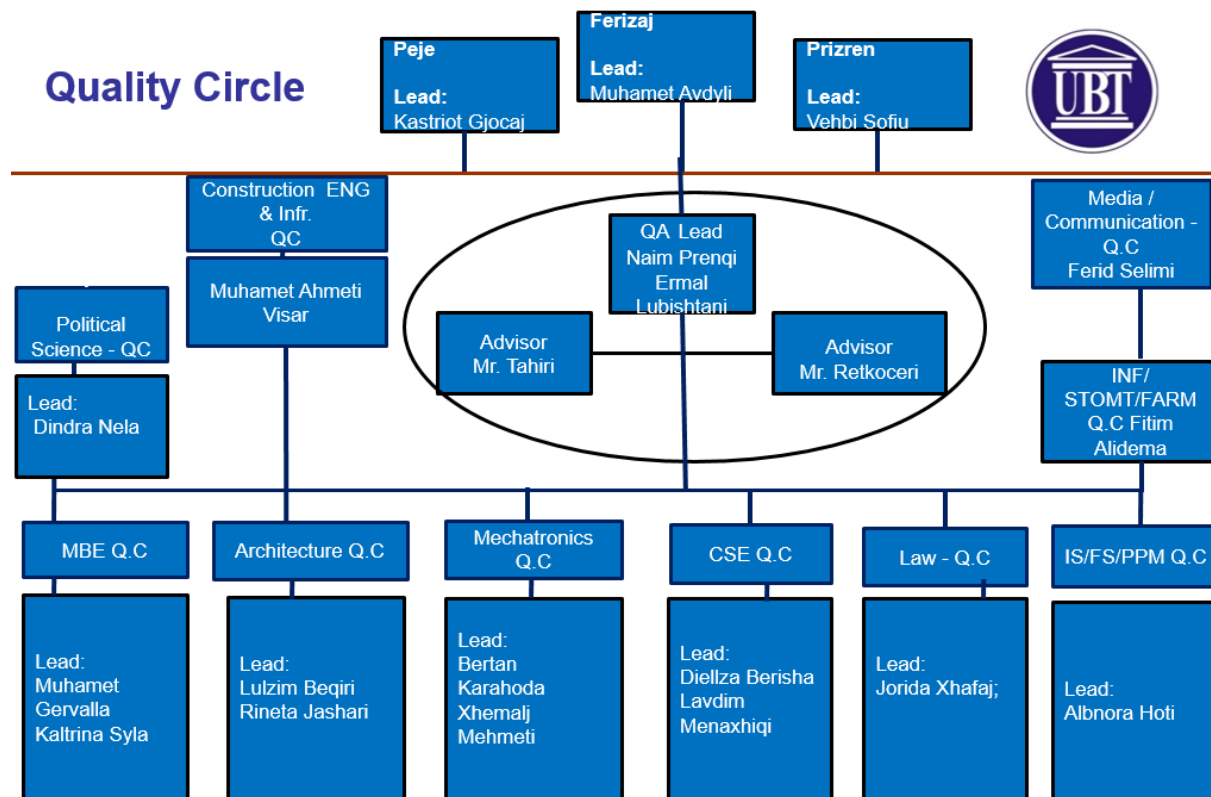 Quality Circle
Peje
Lead:
Kastriot Gjocaj
Ferizaj
Lead:
Muhamet Avdyli
Prizren
Lead:
Vehbi Sofiu
UBT
Construction ENG
& Infr.
QC
Muhamet Ahmeti
Visar
QA Lead
Naim Prenqi
Ermal
Lubishtani
Advisor
Mr. Tahiri
Advisor
Mr. Retkoceri
Media /
Communication -
Q.C
Ferid Selimi
Political
Science - QC
Lead:
Dindra Nela
INF/
STOMT/FARM
Q.C Fitim
Alidema
MBE Q.C
Architecture Q.C
Mechatronics
Q.C
CSE Q.C
Law - Q.C
IS/FS/PPM Q.C
Lead:
Muhamet
Gervalla
Kaltrina Syla
Lead:
Lulzim Beqiri
Rineta Jashari
Lead:
Bertan
Karahoda
Xhemalj
Mehmeti
Lead:
Diellza Berisha
Lavdim
Menaxhiqi
Lead:
Jorida Xhafaj;
Lead:
Albnora Hoti